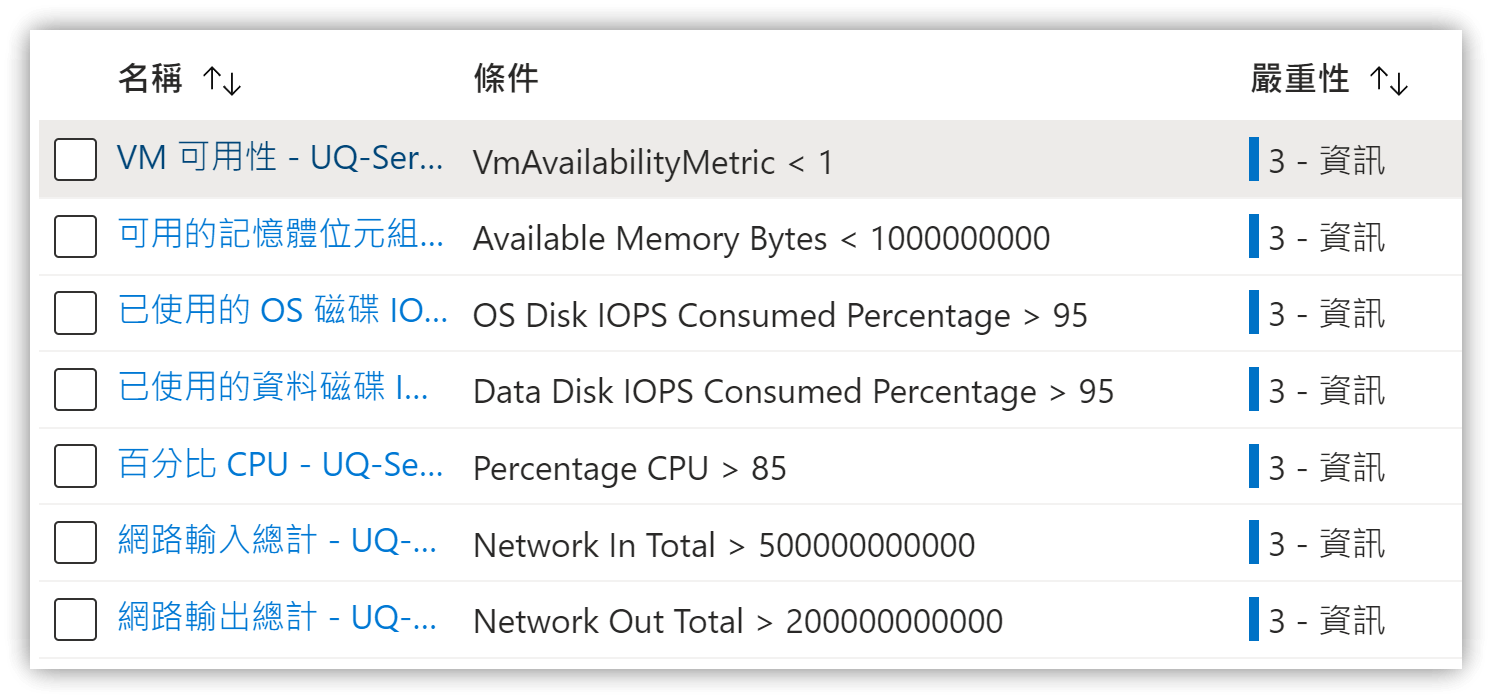 名稱 ↑↓ 條件 嚴重性 ↑↓
VM 可用性 - UQ-Ser... VmAvailabilityMetric < 1 3 - 資訊
可用的記憶體位元組... Available Memory Bytes < 1000000000 3 - 資訊
已使用的 OS 磁碟 IO... OS Disk IOPS Consumed Percentage > 95 3 - 資訊
已使用的資料磁碟 I... Data Disk IOPS Consumed Percentage > 95 3 - 資訊
百分比 CPU - UQ-Se... Percentage CPU > 85 3 - 資訊
網路輸入總計 - UQ-... Network In Total > 500000000000 3 - 資訊
網路輸出總計 - UQ-... Network Out Total > 200000000000 3 - 資訊